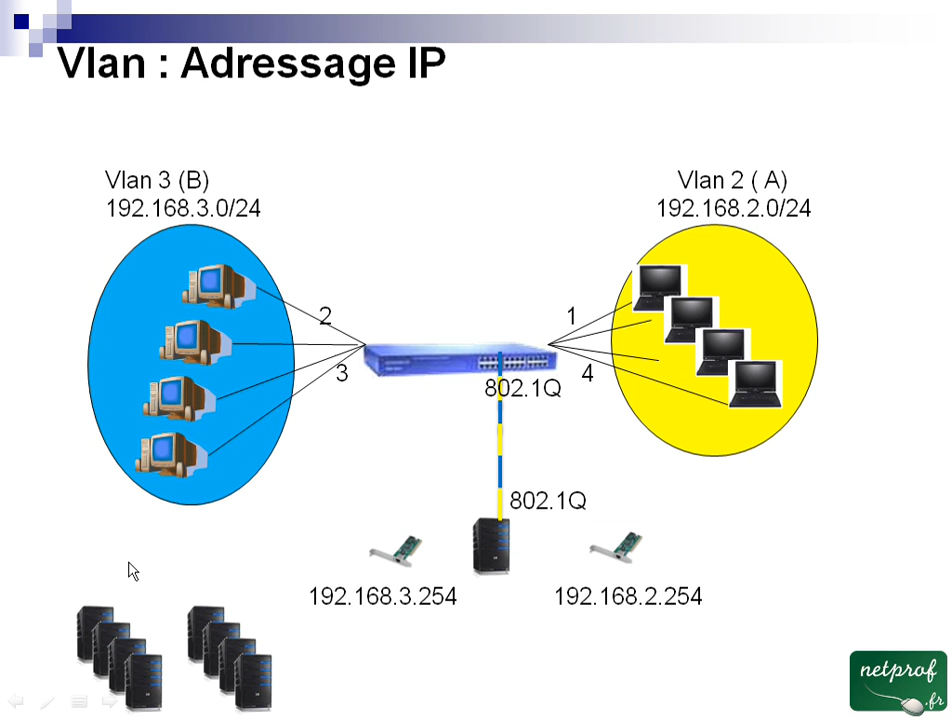 Vlan : Adressage IP
Vlan 3 (B)
192.168.3.0/24
Vlan 2 ( A)
192.168.2.0/24
2
1
3
4
802.1Q
802.1Q
192.168.3.254
192.168.2.254
netprof
.fr